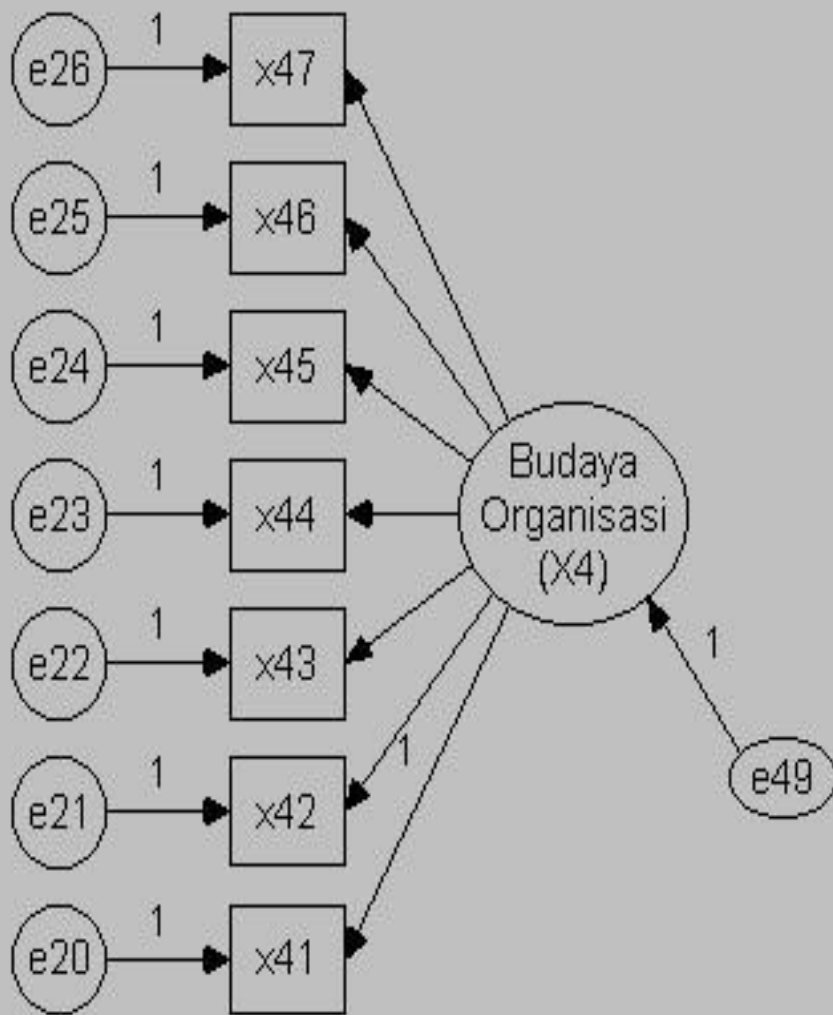 1
e26
x47
1
e25
x46
1
e24
x45
Budaya
Organisasi
(X4)
1
e23
x44
1
e22
x43
1
1
e21
x42
1
e49
1
e20
x41